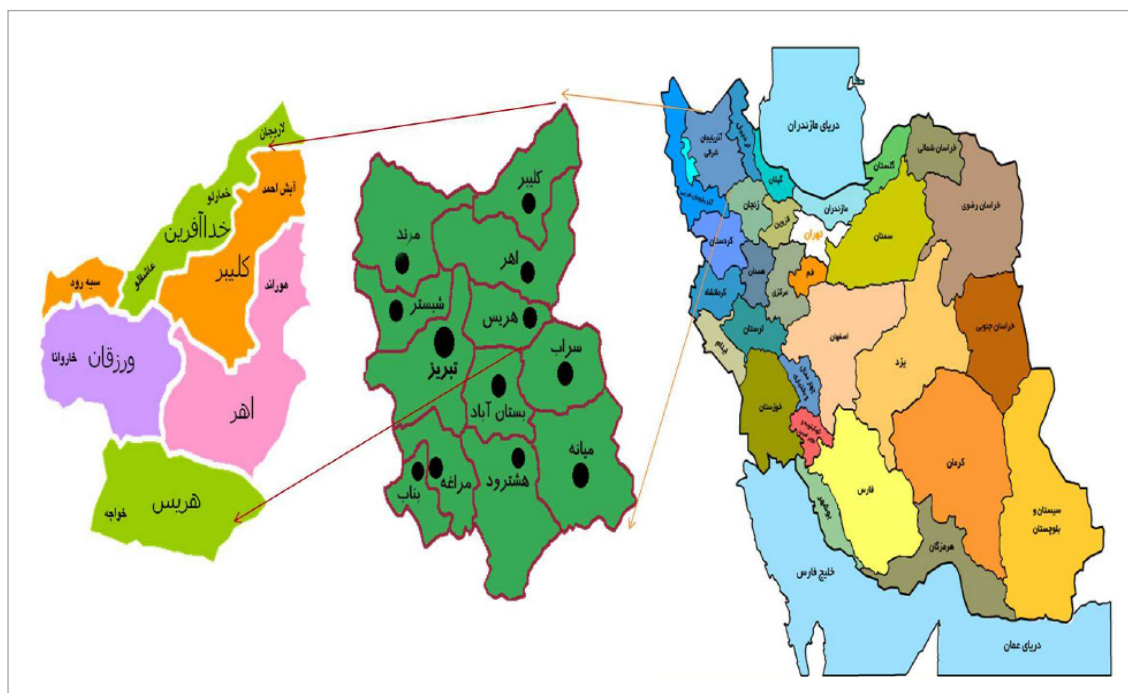 لاریجان
خمارلو
خداآفرین
عاشقلو
آبش احمد
کلیبر
سیه رود
هوراند
ورزقان
خاروانا
اهر
هریس
خواجه
کلیبر
مرند
اهر
شبستر
هریس
تبریز
سراب
بستان آباد
میانه
هشترود
مراغه
بناب
دریای مازندران
آذربایجان
شرقی
گیلان
گلستان
خراسان شمالی
خراسان رضوی
مازندران
زنجان
قزوین
تهران
سمنان
کردستان
همدان
قم
مرکزی
کرمانشاه
لرستان
ایلام
اصفهان
یزد
خراسان جنوبی
خوزستان
کرمان
فارس
بوشهر
سیستان و
بلوچستان
هرمزگان
خلیج فارس
دریای عمان